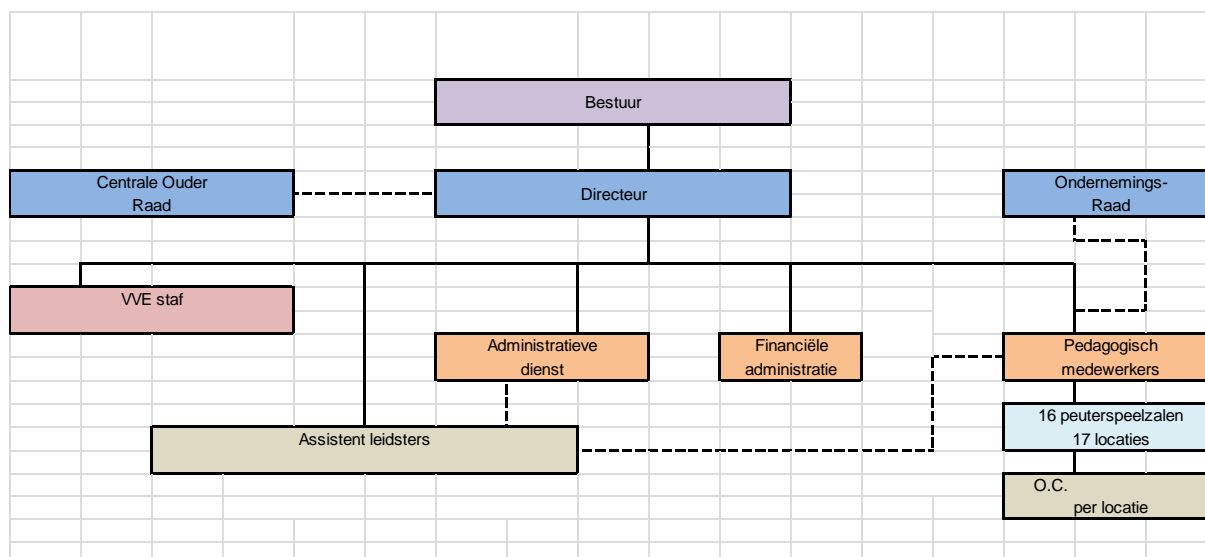 Bestuur
Centrale Ouder
Raad
Directeur
Ondernemings-
Raad
VVE staf
Administratieve
dienst
Financiële
administratie
Pedagogisch
medewerkers
16 peuterspeelzalen
17 locaties
Assistent leidsters
O.C.
per locatie